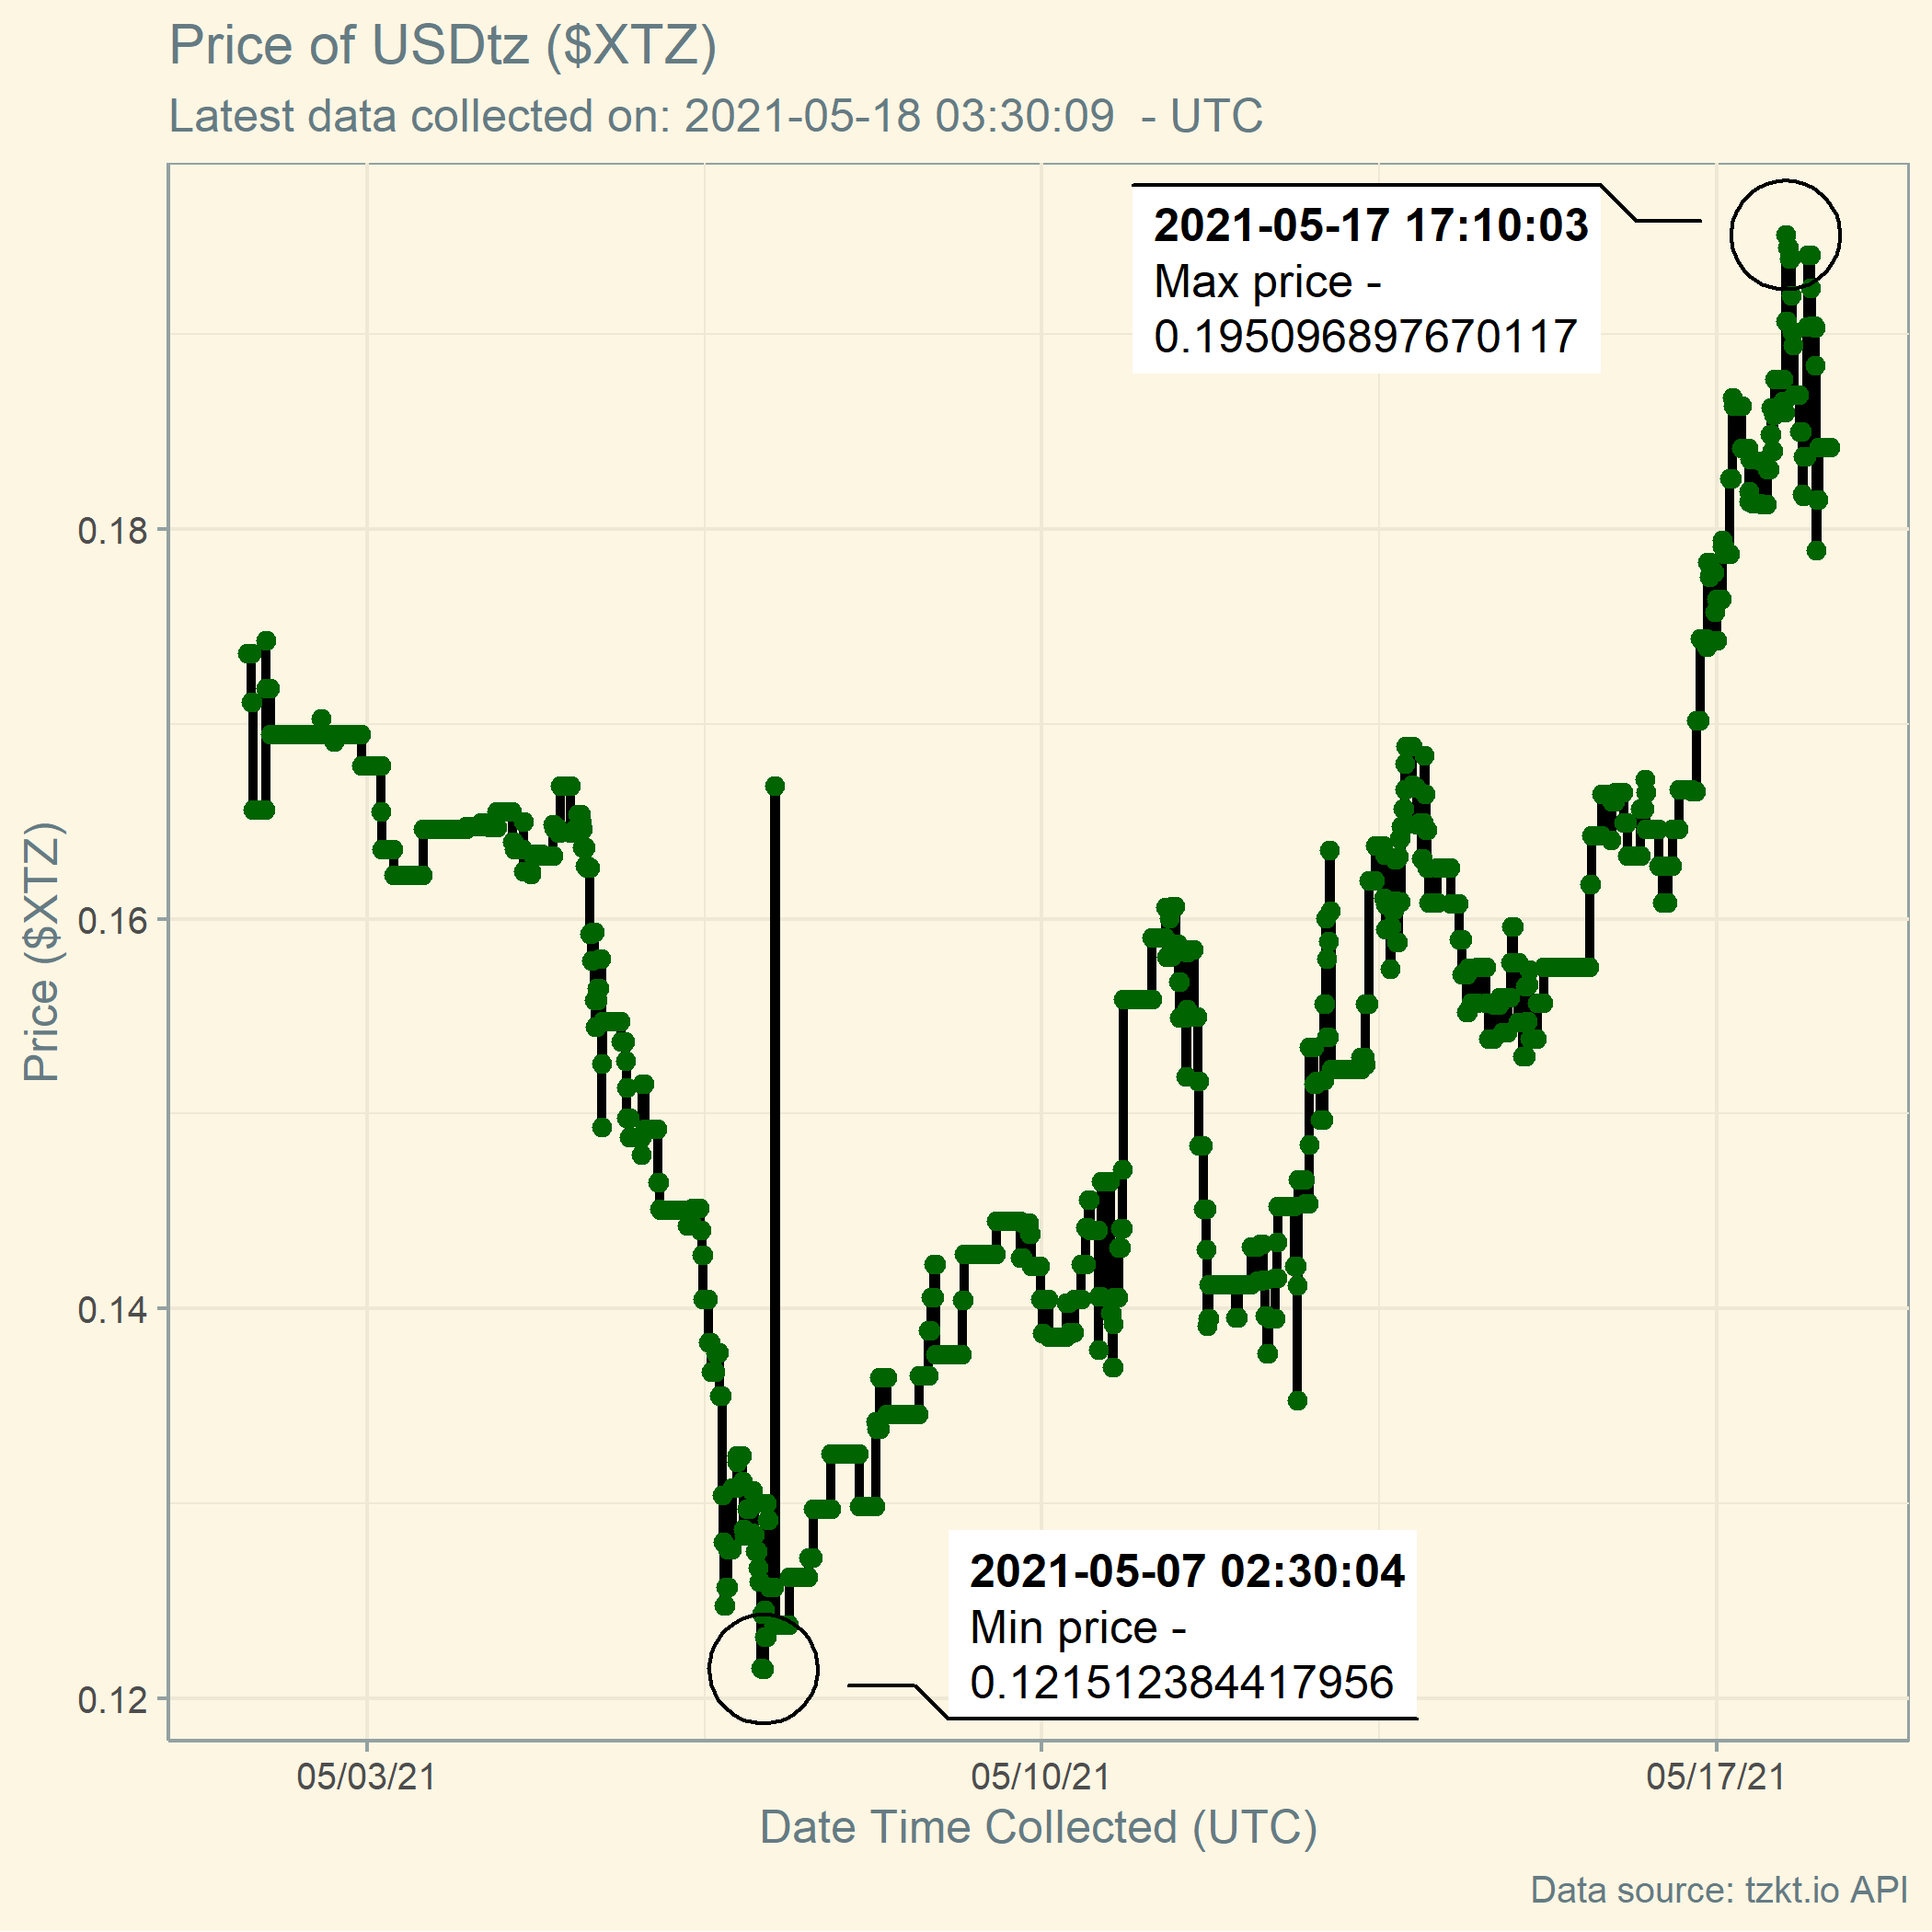 Price of USDtz ($XTZ)
Latest data collected on: 2021-05-18 03:30:09 - UTC
2021-05-17 17:10:03
Max price -
0.195096897670117
0.18
0.16
0.14
0.12
Price ($XTZ)
2021-05-07 02:30:04
Min price -
0.121512384417956
05/03/21
05/10/21
05/17/21
Date Time Collected (UTC)
Data source: tzkt.io API